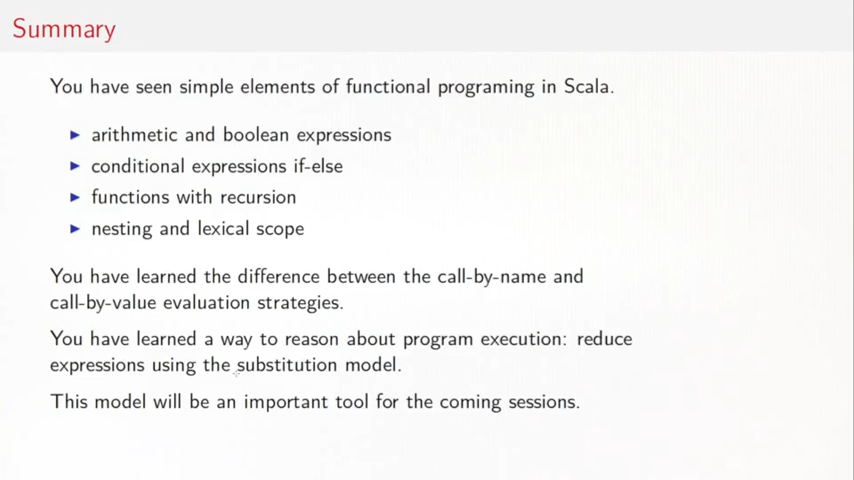 Summary
You have seen simple elements of functional programing in Scala.
▶ arithmetic and boolean expressions
▶ conditional expressions if-else
▶ functions with recursion
▶ nesting and lexical scope
You have learned the difference between the call-by-name and
call-by-value evaluation strategies.
You have learned a way to reason about program execution: reduce
expressions using the substitution model.
This model will be an important tool for the coming sessions.